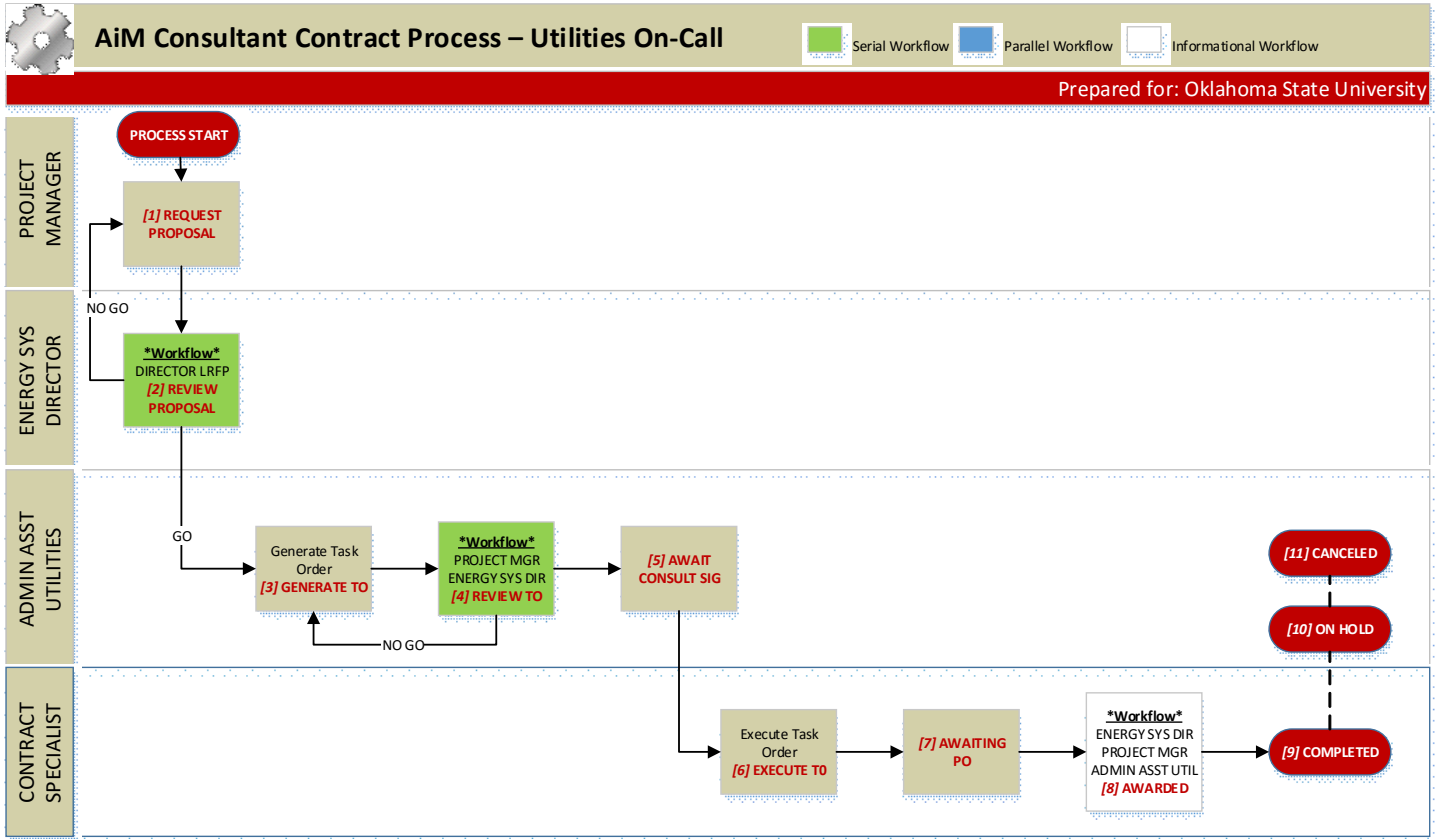 AiM Consultant Contract Process – Utilities On-Call
Serial Workflow
Parallel Workflow
Informational Workflow
Prepared for: Oklahoma State University
PROJECT
MANAGER
PROCESS START
[1] REQUEST
PROPOSAL
NO GO
ENERGY SYS
DIRECTOR
*Workflow*
DIRECTOR LRFP
[2] REVIEW
PROPOSAL
GO
ADMIN ASST
UTILITIES
Generate Task
Order
[3] GENERATE TO
*Workflow*
PROJECT MGR
ENERGY SYS DIR
[4] REVIEW TO
NO GO
[5] AWAIT
CONSULT SIG
[11] CANCELED
[10] ON HOLD
CONTRACT
SPECIALIST
Execute Task
Order
[6] EXECUTE T0
[7] AWAITING
PO
*Workflow*
ENERGY SYS DIR
PROJECT MGR
ADMIN ASST UTIL
[8] AWARDED
[9] COMPLETED